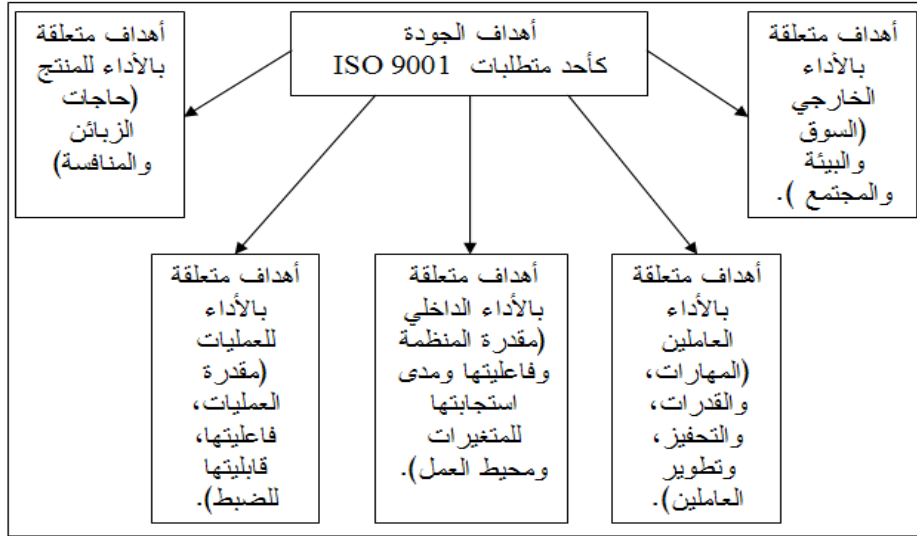 أهداف الجودة
كأحد متطلبات ISO 9001
أهداف متعلقة
بالأداء
الخارجي
(السوق
والبيئة
والمجتمع ).
أهداف متعلقة
بالأداء للمنتج
(حاجات
الزبائن
والمنافسة)
أهداف متعلقة
بالأداء
العاملين
(المهارات،
والقدرات،
والتحفيز،
وتطوير
العاملين).
أهداف متعلقة
بالأداء الداخلي
(مقدرة المنظمة
وفاعليتها ومدى
استجابتها
للمتغيرات
ومحيط العمل).
أهداف متعلقة
بالأداء
للعمليات
(مقدرة
العمليات،
فاعليتها،
قابليتها
للضبط).